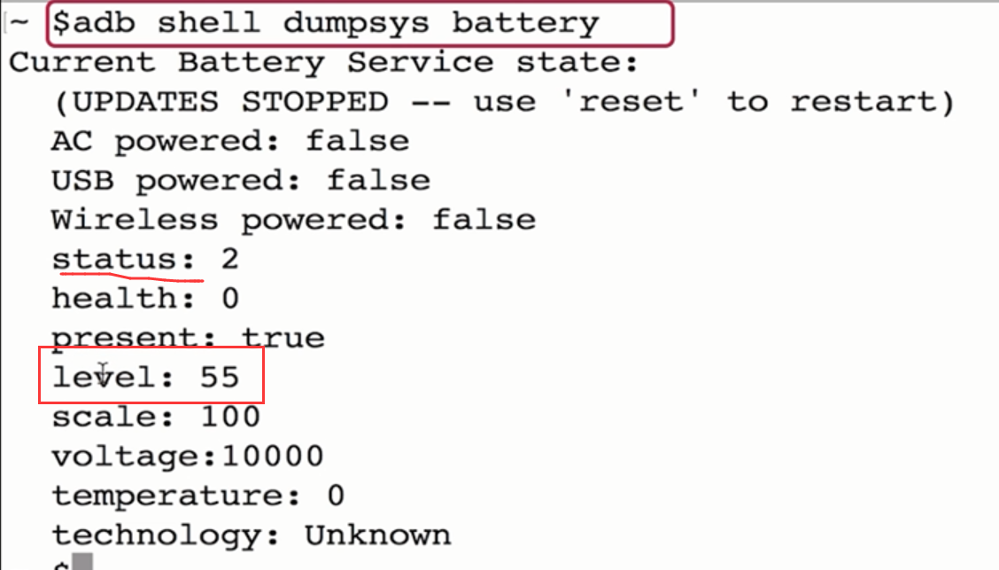 ~ $adb shell dumpsys battery
Current Battery Service state:
(UPDATES STOPPED -- use 'reset' to restart)
AC powered: false
USB powered: false
Wireless powered: false
status: 2
health: 0
present: true
level: 55
scale: 100
voltage:10000
temperature: 0
technology: Unknown
$